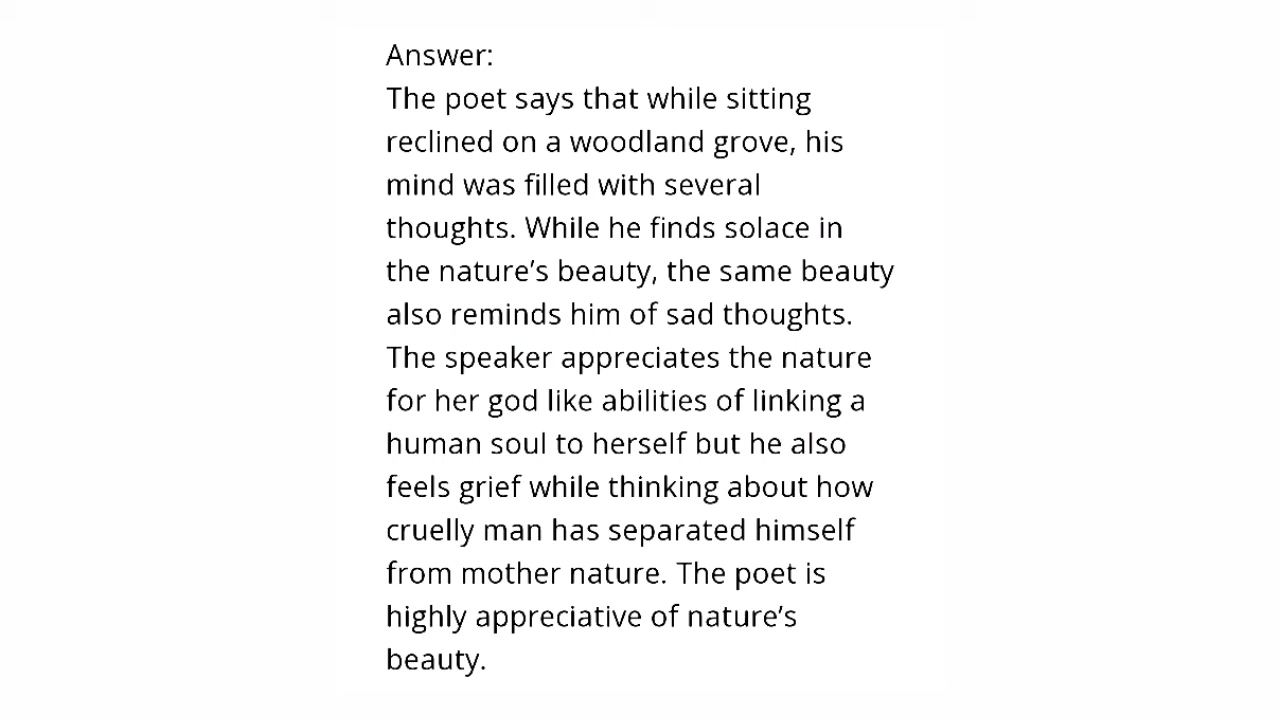 Answer:
The poet says that while sitting
reclined on a woodland grove, his
mind was filled with several
thoughts. While he finds solace in
the nature’s beauty, the same beauty
also reminds him of sad thoughts.
The speaker appreciates the nature
for her god like abilities of linking a
human soul to herself but he also
feels grief while thinking about how
cruelly man has separated himself
from mother nature. The poet is
highly appreciative of nature’s
beauty.